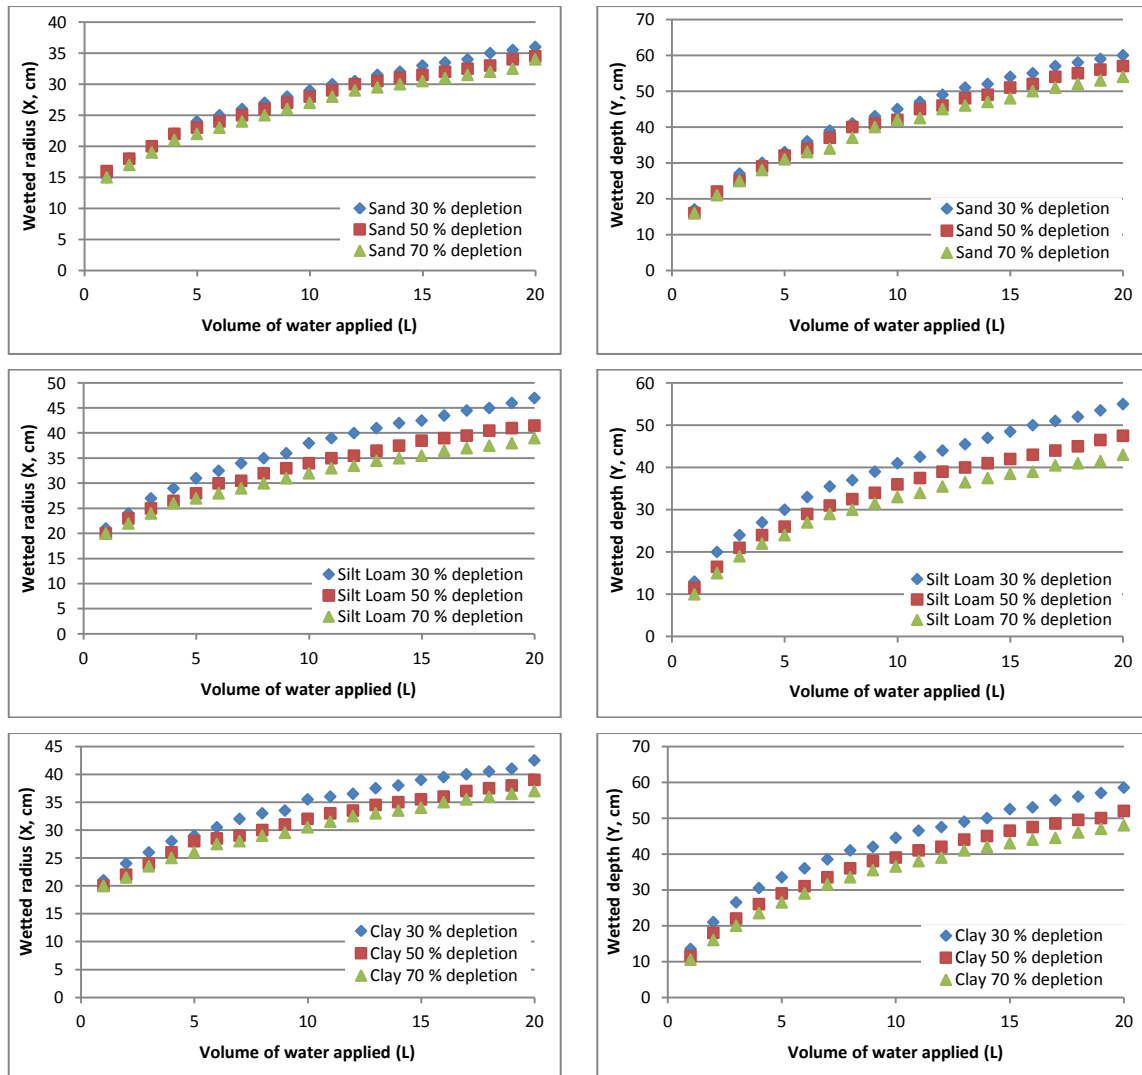 Wetted radius (X, cm)
40
35
30
25
20
15
10
5
0
Sand 30 % depletion
Sand 50 % depletion
Sand 70 % depletion
0 5 10 15 20
Volume of water applied (L)
Wetted depth (Y, cm)
70
60
50
40
30
20
10
0
Sand 30 % depletion
Sand 50 % depletion
Sand 70 % depletion
0 5 10 15 20
Volume of water applied (L)
Wetted radius (X, cm)
50
45
40
35
30
25
20
15
10
5
0
Silt Loam 30 % depletion
Silt Loam 50 % depletion
Silt Loam 70 % depletion
0 5 10 15 20
Volume of water applied (L)
Wetted depth (Y, cm)
60
50
40
30
20
10
0
Silt Loam 30 % depletion
Silt Loam 50 % depletion
Silt Loam 70 % depletion
0 5 10 15 20
Volume of water applied (L)
Wetted radius (X, cm)
45
40
35
30
25
20
15
10
5
0
Clay 30 % depletion
Clay 50 % depletion
Clay 70 % depletion
0 5 10 15 20
Volume of water applied (L)
Wetted depth (Y, cm)
70
60
50
40
30
20
10
0
Clay 30 % depletion
Clay 50 % depletion
Clay 70 % depletion
0 5 10 15 20
Volume of water applied (L)